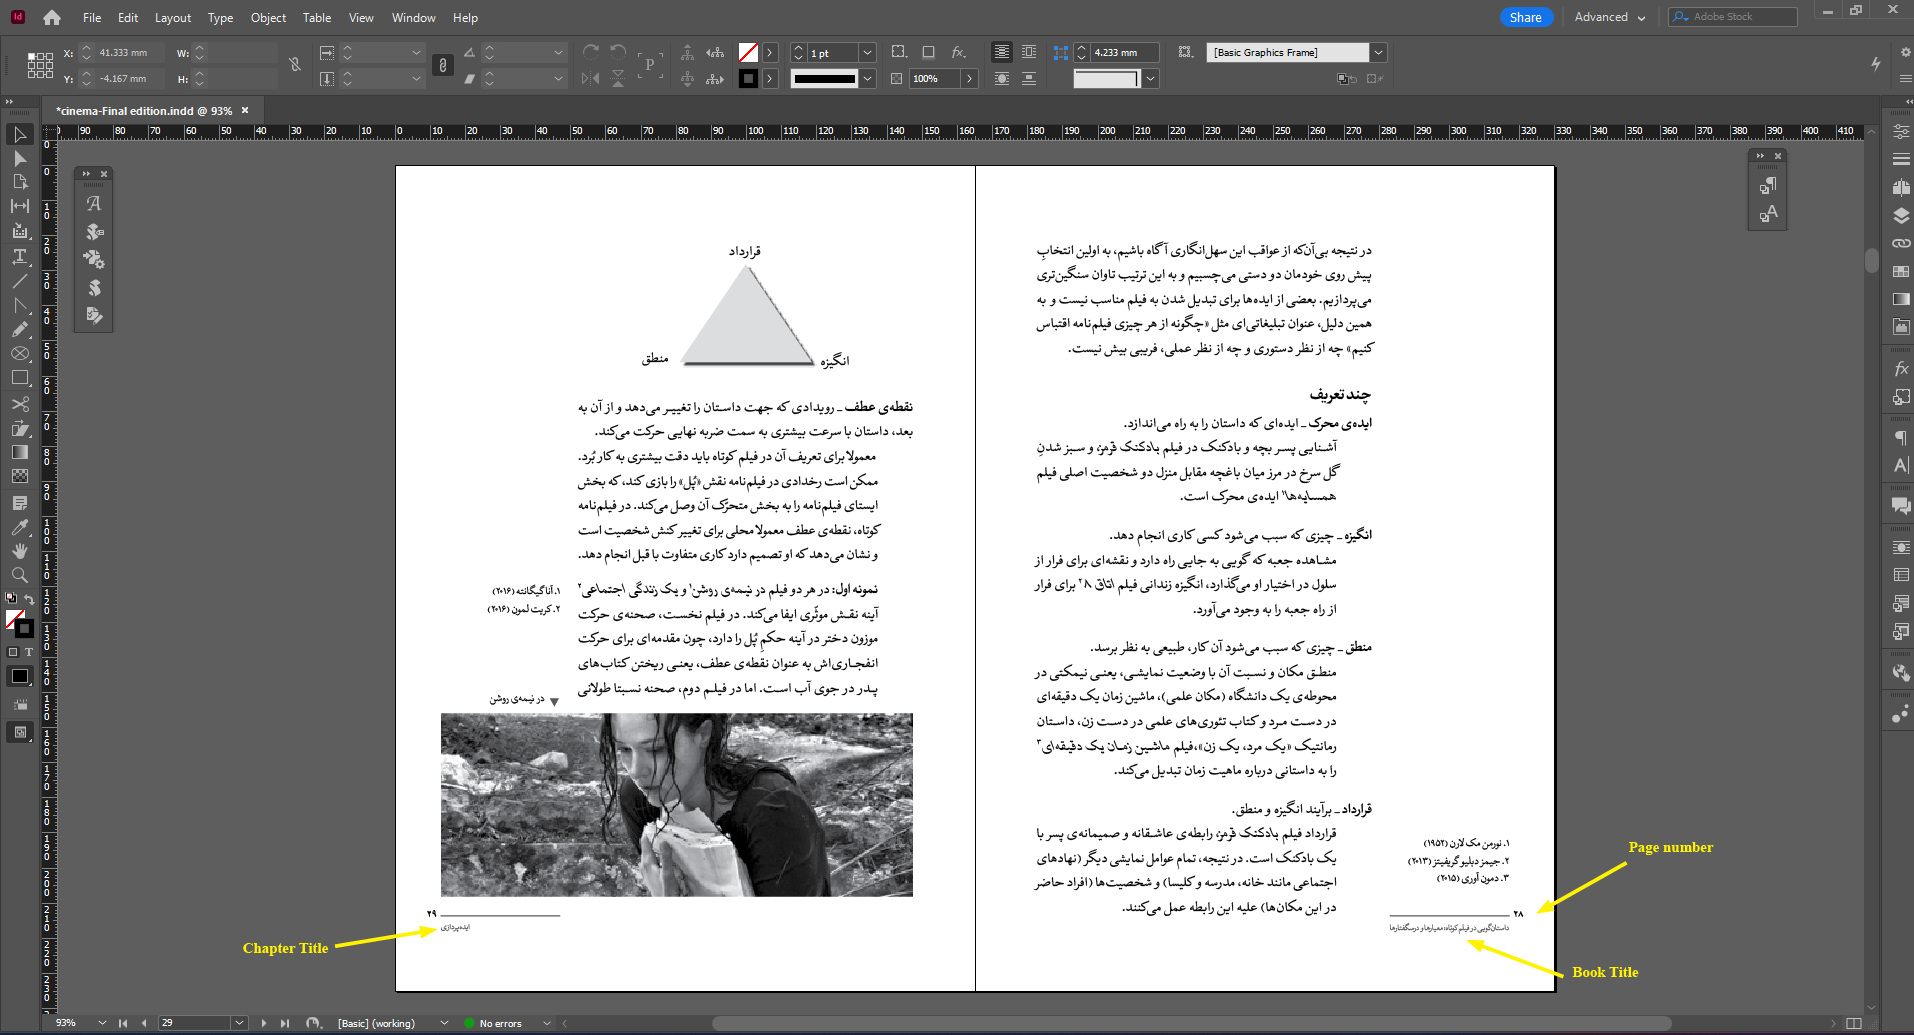 File Edit Layout Type Object Table View Window Help
Share
Advanced
Adobe Stock
X: 41.333 mm
W:
1 pt
4.233 mm
[Basic Graphics Frame]
Y: -4.167 mm
H:
100%
*cinema-Final edition.indd @ 93%
در نتیجه بی‌آن‌که از عواقب این سهل‌انگاری آگاه باشیم، به اولین انتخابِ
پیش روی خودمان دو دستی می‌چسبیم و به این ترتیب تاوان سنگین‌تری
می‌پردازیم. بعضی از ایده‌ها برای تبدیل شدن به فیلم مناسب نیست و به
همین دلیل، عنوان تبلیغاتی‌ای مثل «چگونه از هر چیزی فیلم‌نامه اقتباس
کنیم» چه از نظر دستوری و چه از نظر عملی، فریبی بیش نیست.
چند تعریف
ایده‌ی محرک ـ ایده‌ای که داستان را به راه می‌اندازد.
آشنایی پسر بچه و بادکنک در فیلم بادکنک قرمز، و سبز شدنِ
گل سرخ در مرز میان باغچه مقابل منزل دو شخصیت اصلی فیلم
همسایه‌ها۱ ایده‌ی محرک است.
انگیزه ـ چیزی که سبب می‌شود کسی کاری انجام دهد.
مشاهده جعبه که گویی به جایی راه دارد و نقشه‌ای برای فرار از
سلول در اختیار او می‌گذارد، انگیزه زندانی فیلم اتاق ۸ ۲ برای فرار
از راه جعبه را به وجود می‌آورد.
منطق ـ چیزی که سبب می‌شود آن کار، طبیعی به نظر برسد.
منطق مکان و نسبت آن با وضعیت نمایشی، یعنی نیمکتی در
محوطه‌ی یک دانشگاه (مکان علمی)، ماشین زمان یک دقیقه‌ای
در دست مرد و کتاب تئوری‌های علمی در دست زن، داستان
رمانتیک «یک مرد، یک زن»،فیلم ماشین زمان یک دقیقه‌ای۳
را به داستانی درباره ماهیت زمان تبدیل می‌کند.
قرارداد ـ برآیند انگیزه و منطق.
قرارداد فیلم بادکنک قرمز، رابطه‌ی عاشقانه و صمیمانه‌ی پسر با
یک بادکنک است. در نتیجه، تمام عوامل نمایشی دیگر (نهادهای
اجتماعی مانند خانه، مدرسه و کلیسا) و شخصیت‌ها (افراد حاضر
در این مکان‌ها) علیه این رابطه عمل می‌کنند.
۱. نورمن مک لارن (۱۹۵۲)
۲. جیمز دبلیو گریفیتز (۲۰۱۳)
۳. دمون آوری (۲۰۱۵)
۲۸
داستان‌گویی در فیلم کوتاه: معیارها و درسگفتارها
Page number
Book Title
قرارداد
منطق
انگیزه
نقطه‌ی عطف ـ رویدادی که جهت داستان را تغییر می‌دهد و از آن به
بعد، داستان با سرعت بیشتری به سمت ضربه نهایی حرکت می‌کند.
معمولا برای تعریف آن در فیلم کوتاه باید دقت بیشتری به کار بُرد.
ممکن است رخدادی در فیلم‌نامه نقش «پُل» را بازی کند، که بخش
ایستای فیلم‌نامه را به بخش متحرّک آن وصل می‌کند. در فیلم‌نامه
کوتاه، نقطه‌ی عطف معمولا محلی برای تغییر کنش شخصیت است
و نشان می‌دهد که او تصمیم دارد کاری متفاوت با قبل انجام دهد.
نمونه اول: در هر دو فیلم در نیمه‌ی روشن۱ و یک زندگی اجتماعی۲
آینه نقش موثّری ایفا می‌کند. در فیلم نخست، صحنه‌ی حرکت
موزون دختر در آینه حکمِ پُل را دارد، چون مقدمه‌ای برای حرکت
انفجاری‌اش به عنوان نقطه‌ی عطف، یعنی ریختن کتاب‌های
پدر در جوی آب است. اما در فیلم دوم، صحنه نسبتا طولانی
۱. آنا گیگانته (۲۰۱۶)
۲. کریت لمون (۲۰۱۶)
در نیمه‌ی روشن
۲۹
ایده‌پردازی
Chapter Title
93%
29
[Basic] (working)
No errors